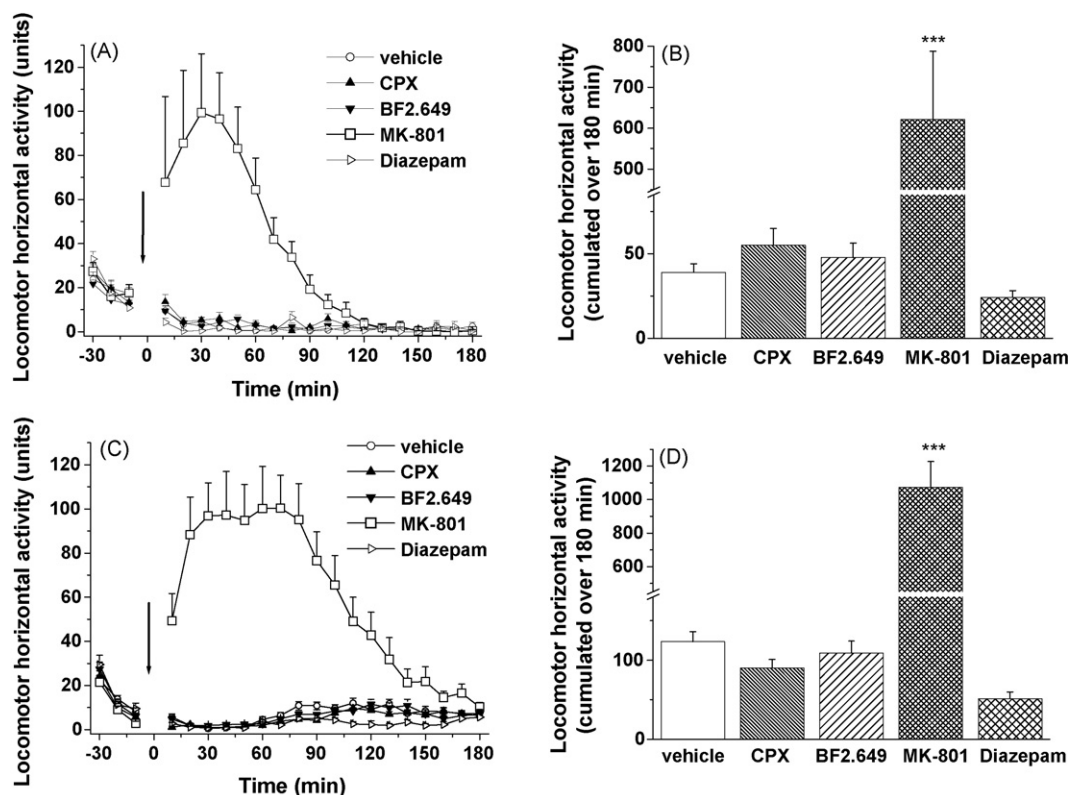 (A)
Locomotor horizontal activity (units)
120
100
80
60
40
20
0
vehicle
CPX
BF2.649
MK-801
Diazepam
-30 0 30 60 90 120 150 180
Time (min)
(B)
Locomotor horizontal activity
(cumulated over 180 min)
***
800
700
600
500
50
0
vehicle CPX BF2.649 MK-801 Diazepam
(C)
Locomotor horizontal activity (units)
120
100
80
60
40
20
0
vehicle
CPX
BF2.649
MK-801
Diazepam
-30 0 30 60 90 120 150 180
Time (min)
(D)
Locomotor horizontal activity
(cumulated over 180 min)
***
1200
1000
800
600
100
0
vehicle CPX BF2.649 MK-801 Diazepam